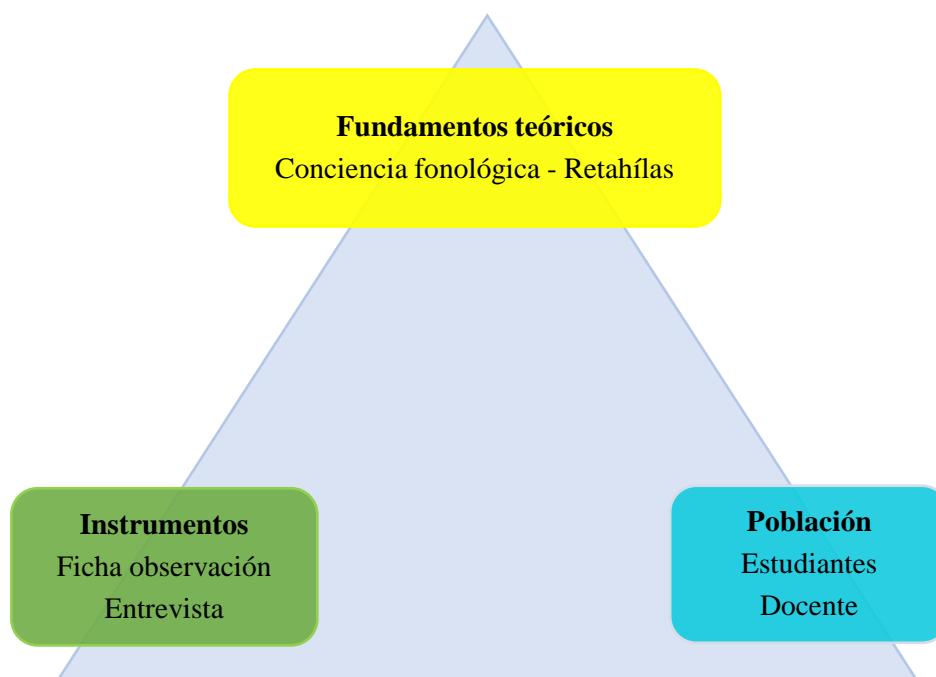 Fundamentos teóricos
Conciencia fonológica - Retahílas
Instrumentos
Ficha observación
Entrevista
Población
Estudiantes
Docente